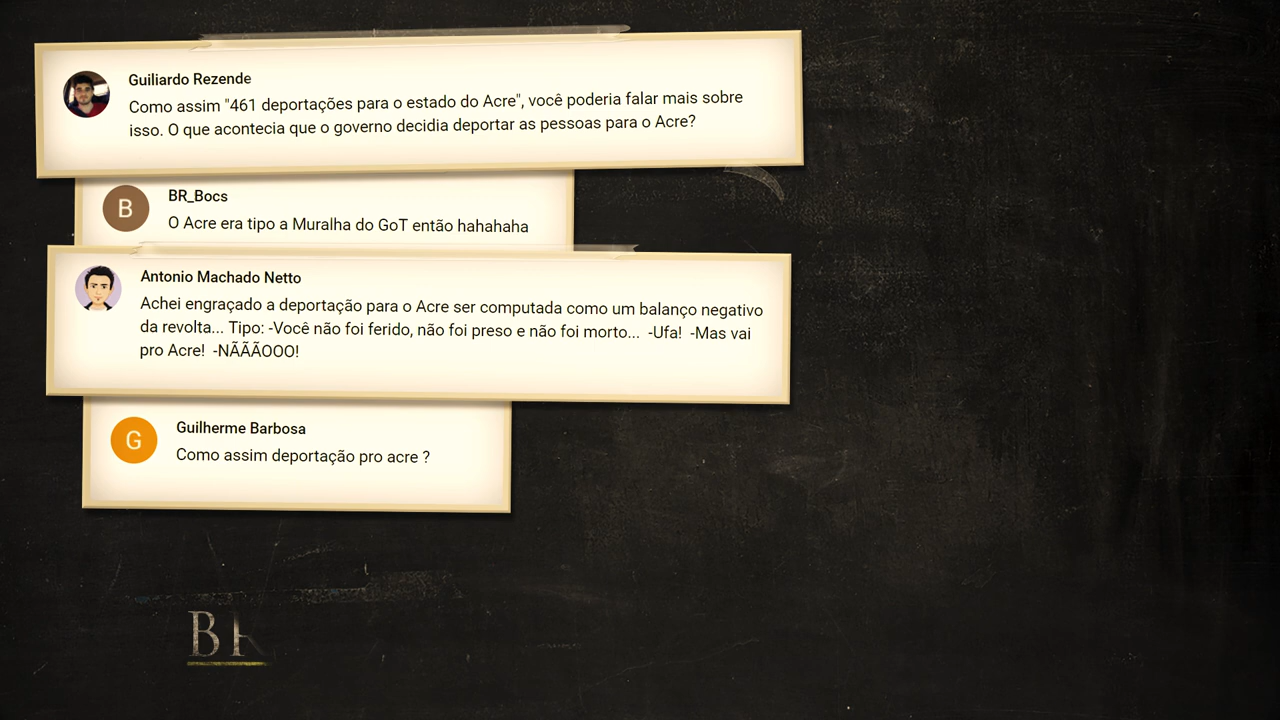 Guiliardo Rezende
Como assim "461 deportações para o estado do Acre", você poderia falar mais sobre
isso. O que acontecia que o governo decidia deportar as pessoas para o Acre?
B
BR_Bocs
O Acre era tipo a Muralha do GoT então hahahaha
Antonio Machado Netto
Achei engraçado a deportação para o Acre ser computada como um balanço negativo
da revolta... Tipo: -Você não foi ferido, não foi preso e não foi morto... -Ufa! -Mas vai
pro Acre! -NÃÃÃOOO!
G
Guilherme Barbosa
Como assim deportação pro acre ?
B